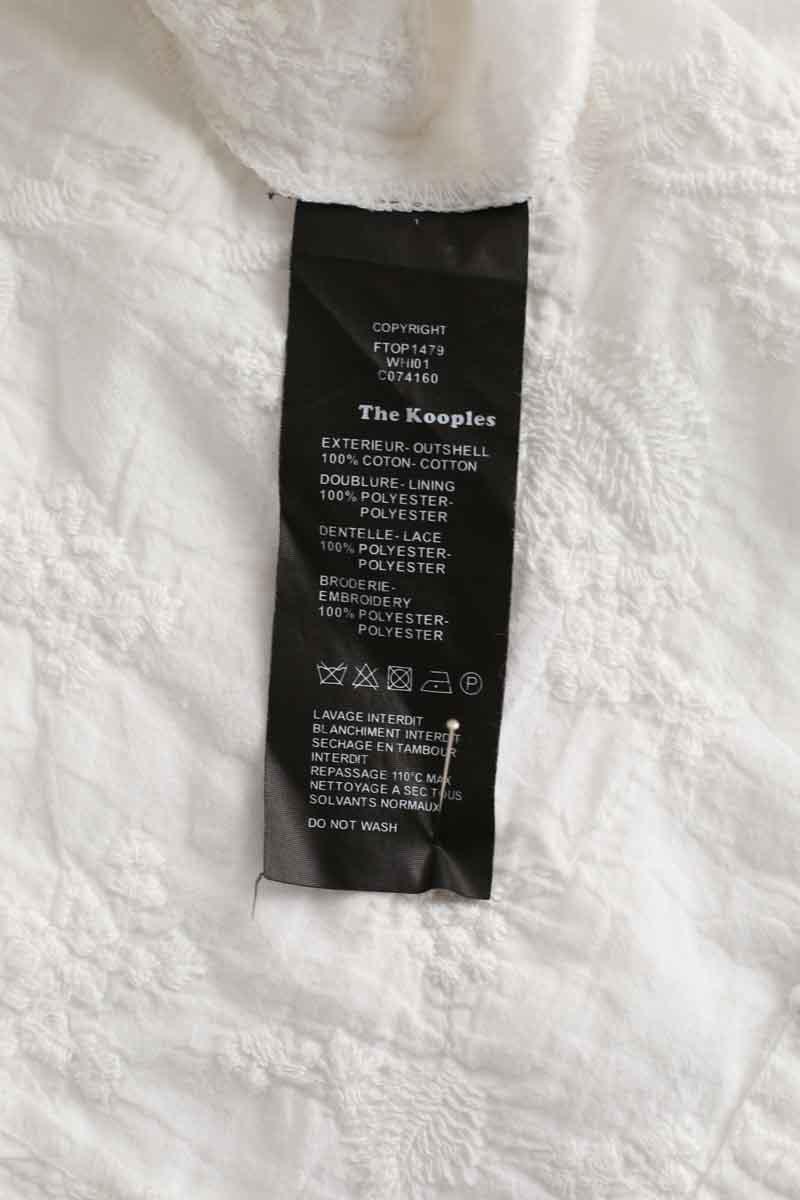 COPYRIGHT
FTOP1479
WHI01
C074160
The Kooples
EXTERIEUR- OUTSHELL
100% COTON- COTTON
DOUBLURE- LINING
100% POLYESTER-
POLYESTER
DENTELLE- LACE
100% POLYESTER-
POLYESTER
BRODERIE-
EMBROIDERY
100% POLYESTER-
POLYESTER
P
LAVAGE INTERDIT
BLANCHIMENT INTERDIT
SECHAGE EN TAMBOUR
INTERDIT
REPASSAGE 110°C MAX
NETTOYAGE A SEC TOUS
SOLVANTS NORMAUX
DO NOT WASH